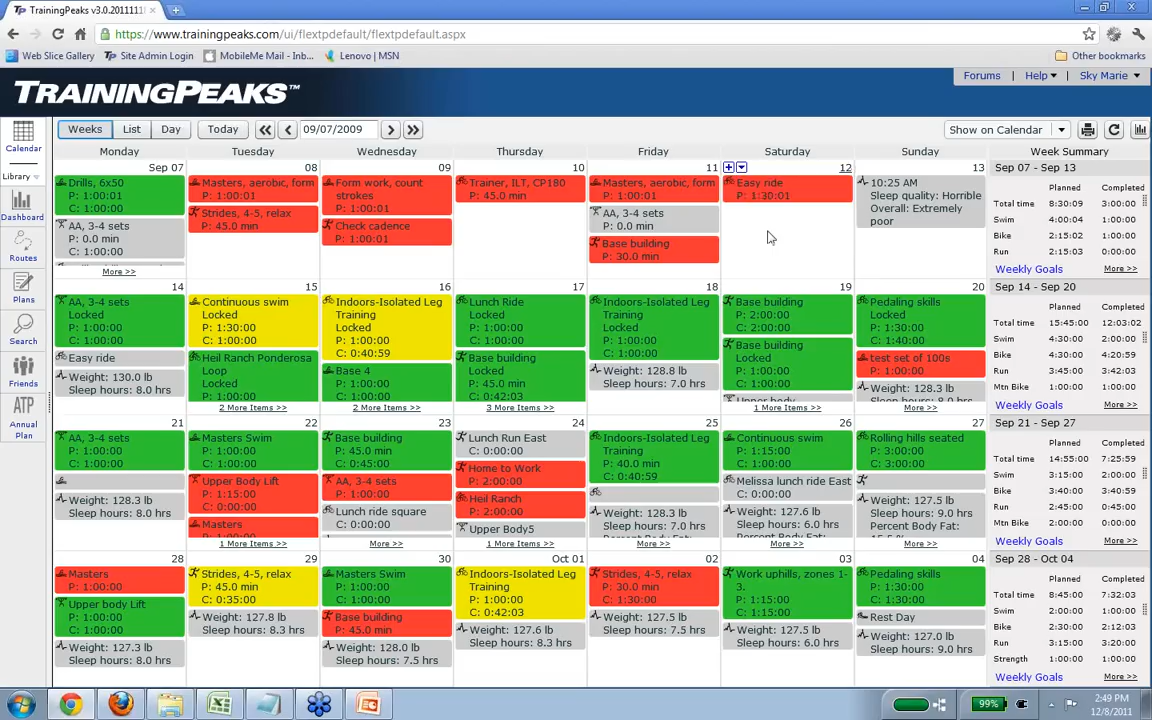 TrainingPeaks v3.0.2011111
https://www.trainingpeaks.com/ui/flextpdefault/flextpdefault.aspx
Web Slice Gallery Site Admin Login MobileMe Mail - Inb... Lenovo | MSN Other bookmarks
TRAININGPEAKS™
Forums Help Sky Marie
Weeks List Day Today 09/07/2009 Show on Calendar
Calendar
Library
Dashboard
Routes
Plans
Search
Friends
ATP
Annual
Plan
Monday Tuesday Wednesday Thursday Friday Saturday Sunday Week Summary
Sep 07
Drills, 6x50
P: 1:00:01
C: 1:00:00
AA, 3-4 sets
P: 0.0 min
C: 1:00:00
More >>
08
Masters, aerobic, form
P: 1:00:01
Strides, 4-5, relax
P: 45.0 min
09
Form work, count
strokes
P: 1:00:01
Check cadence
P: 1:00:01
10
Trainer, ILT, CP180
P: 45.0 min
11
Masters, aerobic, form
P: 1:00:01
AA, 3-4 sets
P: 0.0 min
Base building
P: 30.0 min
12
Easy ride
P: 1:30:01
13
10:25 AM
Sleep quality: Horrible
Overall: Extremely
poor
Sep 07 - Sep 13
Planned Completed
Total time 8:30:09 3:00:00
Swim 4:00:04 1:00:00
Bike 2:15:02 1:00:00
Run 2:15:03 0:00:00
Weekly Goals More >>
14
AA, 3-4 sets
Locked
P: 1:00:00
C: 1:00:00
Easy ride
Weight: 130.0 lb
Sleep hours: 8.0 hrs
15
Continuous swim
P: 1:30:00
C: 1:00:00
Heil Ranch Ponderosa
Loop
Locked
P: 1:00:00
2 More Items >>
16
Indoors-Isolated Leg
Training
Locked
P: 1:00:00
C: 0:40:59
Base 4
P: 1:00:00
C: 1:00:00
2 More Items >>
17
Lunch Ride
Locked
P: 1:00:00
C: 1:00:00
Base building
Locked
P: 45.0 min
C: 0:42:03
3 More Items >>
18
Indoors-Isolated Leg
Training
Locked
P: 1:00:00
C: 1:00:00
Weight: 128.8 lb
Sleep hours: 7.0 hrs
19
Base building
P: 2:00:00
C: 2:00:00
Base building
Locked
P: 1:00:00
C: 1:00:00
Upper body
1 More Items >>
20
Pedaling skills
Locked
P: 1:30:00
C: 1:40:00
test set of 100s
P: 1:00:00
Weight: 128.3 lb
Sleep hours: 9.0 hrs
More >>
Sep 14 - Sep 20
Planned Completed
Total time 15:45:00 12:03:02
Swim 4:30:00 2:00:00
Bike 4:30:00 4:20:59
Run 3:45:00 3:42:03
Mtn Bike 1:00:00 1:00:00
Weekly Goals More >>
21
AA, 3-4 sets
P: 1:00:00
C: 1:00:00
Weight: 128.3 lb
Sleep hours: 8.0 hrs
22
Masters Swim
P: 1:00:00
C: 1:00:00
Upper Body Lift
P: 1:15:00
C: 1:00:00
Masters
1 More Items >>
23
Base building
P: 45.0 min
C: 0:45:00
AA, 3-4 sets
P: 1:00:00
Lunch ride square
C: 0:00:00
More >>
24
Lunch Run East
C: 0:00:00
Home to Work
P: 2:00:00
Heil Ranch
P: 2:00:00
Upper Body5
1 More Items >>
25
Indoors-Isolated Leg
Training
P: 40.0 min
C: 0:40:59
Weight: 128.3 lb
Sleep hours: 7.0 hrs
More >>
26
Continuous swim
P: 1:15:00
C: 1:00:00
Melissa lunch ride East
C: 0:00:00
Weight: 127.6 lb
Sleep hours: 6.0 hrs
More >>
27
Rolling hills seated
P: 3:00:00
C: 3:00:00
Weight: 127.5 lb
Sleep hours: 9.0 hrs
Percent Body Fat:
More >>
Sep 21 - Sep 27
Planned Completed
Total time 14:55:00 7:25:59
Swim 3:15:00 2:00:00
Bike 3:40:00 3:40:59
Run 2:45:00 0:45:00
Mtn Bike 2:00:00 0:00:00
Weekly Goals More >>
28
Masters
P: 1:00:00
Upper body Lift
P: 1:00:00
C: 1:00:00
Weight: 127.3 lb
Sleep hours: 8.0 hrs
29
Strides, 4-5, relax
P: 45.0 min
C: 0:35:00
Weight: 127.8 lb
Sleep hours: 8.3 hrs
30
Masters Swim
P: 1:00:00
C: 1:00:00
Base building
P: 45.0 min
Weight: 128.0 lb
Sleep hours: 7.5 hrs
Oct 01
Indoors-Isolated Leg
Training
P: 1:00:00
C: 0:42:03
Weight: 127.6 lb
Sleep hours: 8.3 hrs
02
Strides, 4-5, relax
P: 30.0 min
C: 1:30:00
Weight: 127.5 lb
Sleep hours: 7.5 hrs
03
Work uphills, zones 1-
3.
P: 1:15:00
C: 1:15:00
Weight: 127.5 lb
Sleep hours: 6.0 hrs
04
Pedaling skills
P: 1:30:00
C: 1:30:00
Rest Day
Weight: 127.0 lb
Sleep hours: 9.0 hrs
Sep 28 - Oct 04
Planned Completed
Total time 8:45:00 7:32:03
Swim 2:00:00 1:00:00
Bike 2:30:00 2:12:03
Run 3:15:00 3:20:00
Strength 1:00:00 1:00:00
Weekly Goals More >>
99% 2:49 PM
12/8/2011